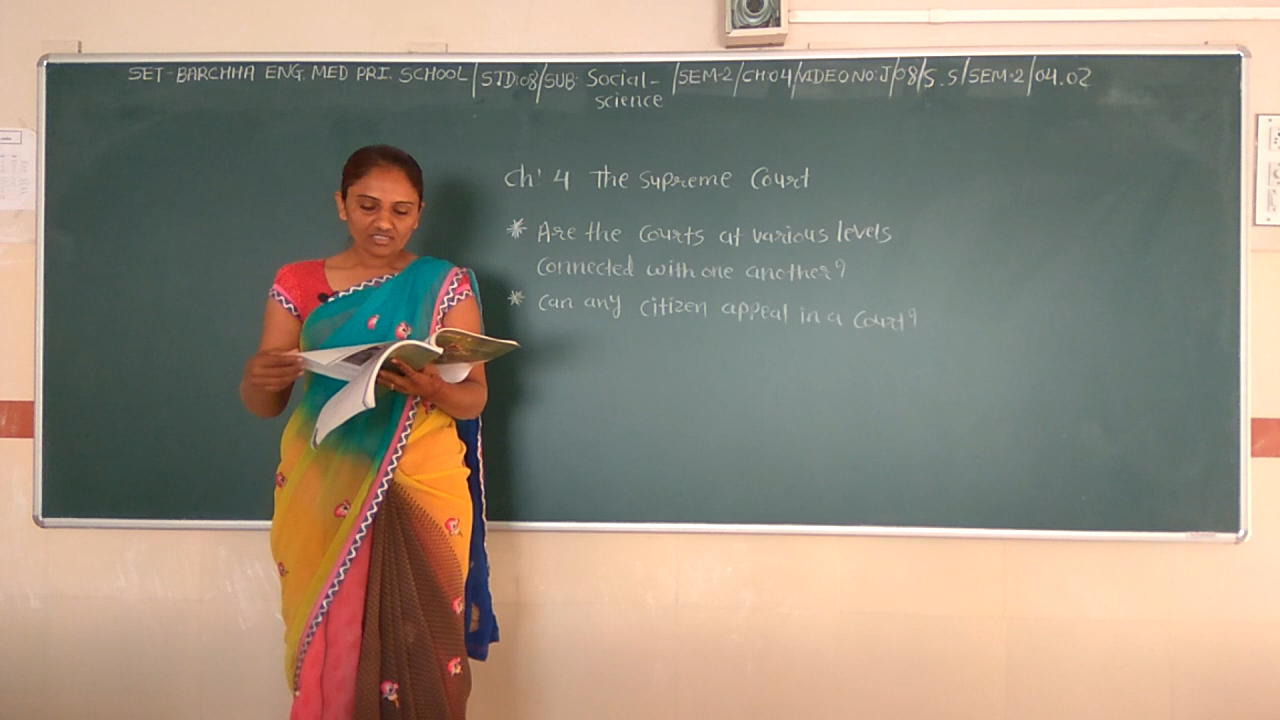 SET-BARCHHA ENG. MED PRI. SCHOOL | STD:08/SUB: Social-science /SEM-2/CH:04/VIDEO NO: J/08/S.S/SEM-2/04.02
Ch: 4 The Supreme Court
* Are the Courts at various levels
connected with one another?
* Can any citizen appeal in a Court?